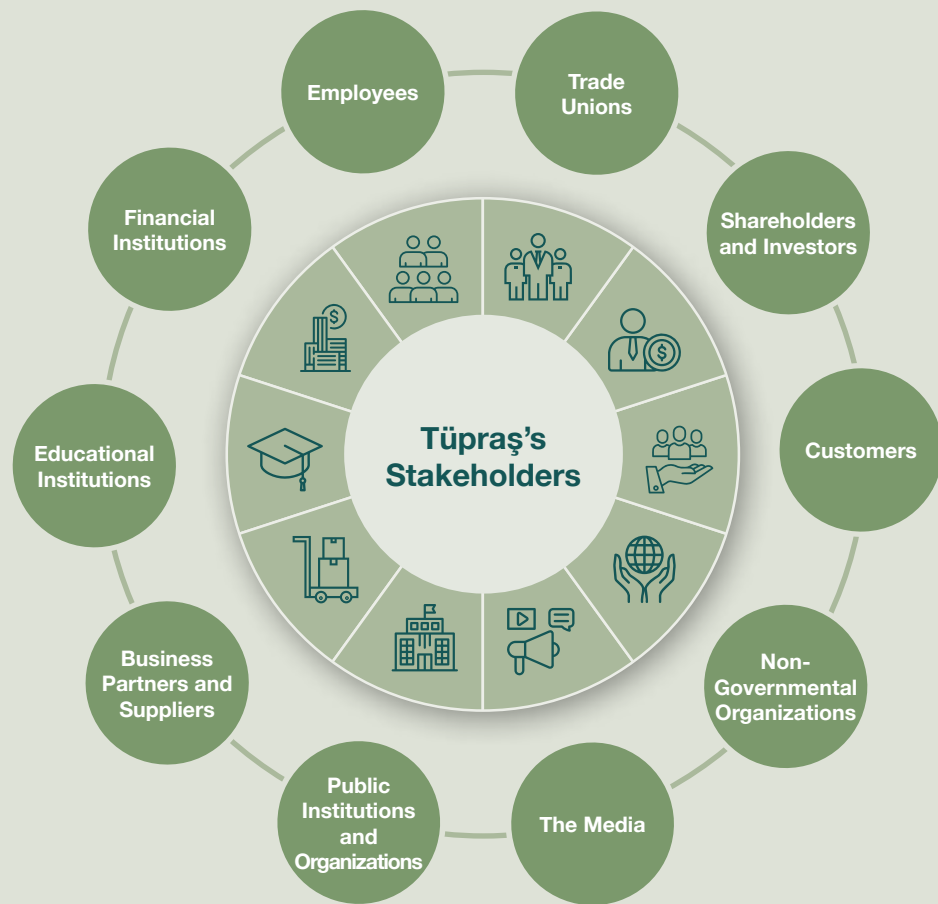 Employees
Trade
Unions
Financial
Institutions
Shareholders
and Investors
Tüpraş’s
Stakeholders
Educational
Institutions
Customers
Business
Partners and
Suppliers
Non-
Governmental
Organizations
Public
Institutions
and
Organizations
The Media
$
$